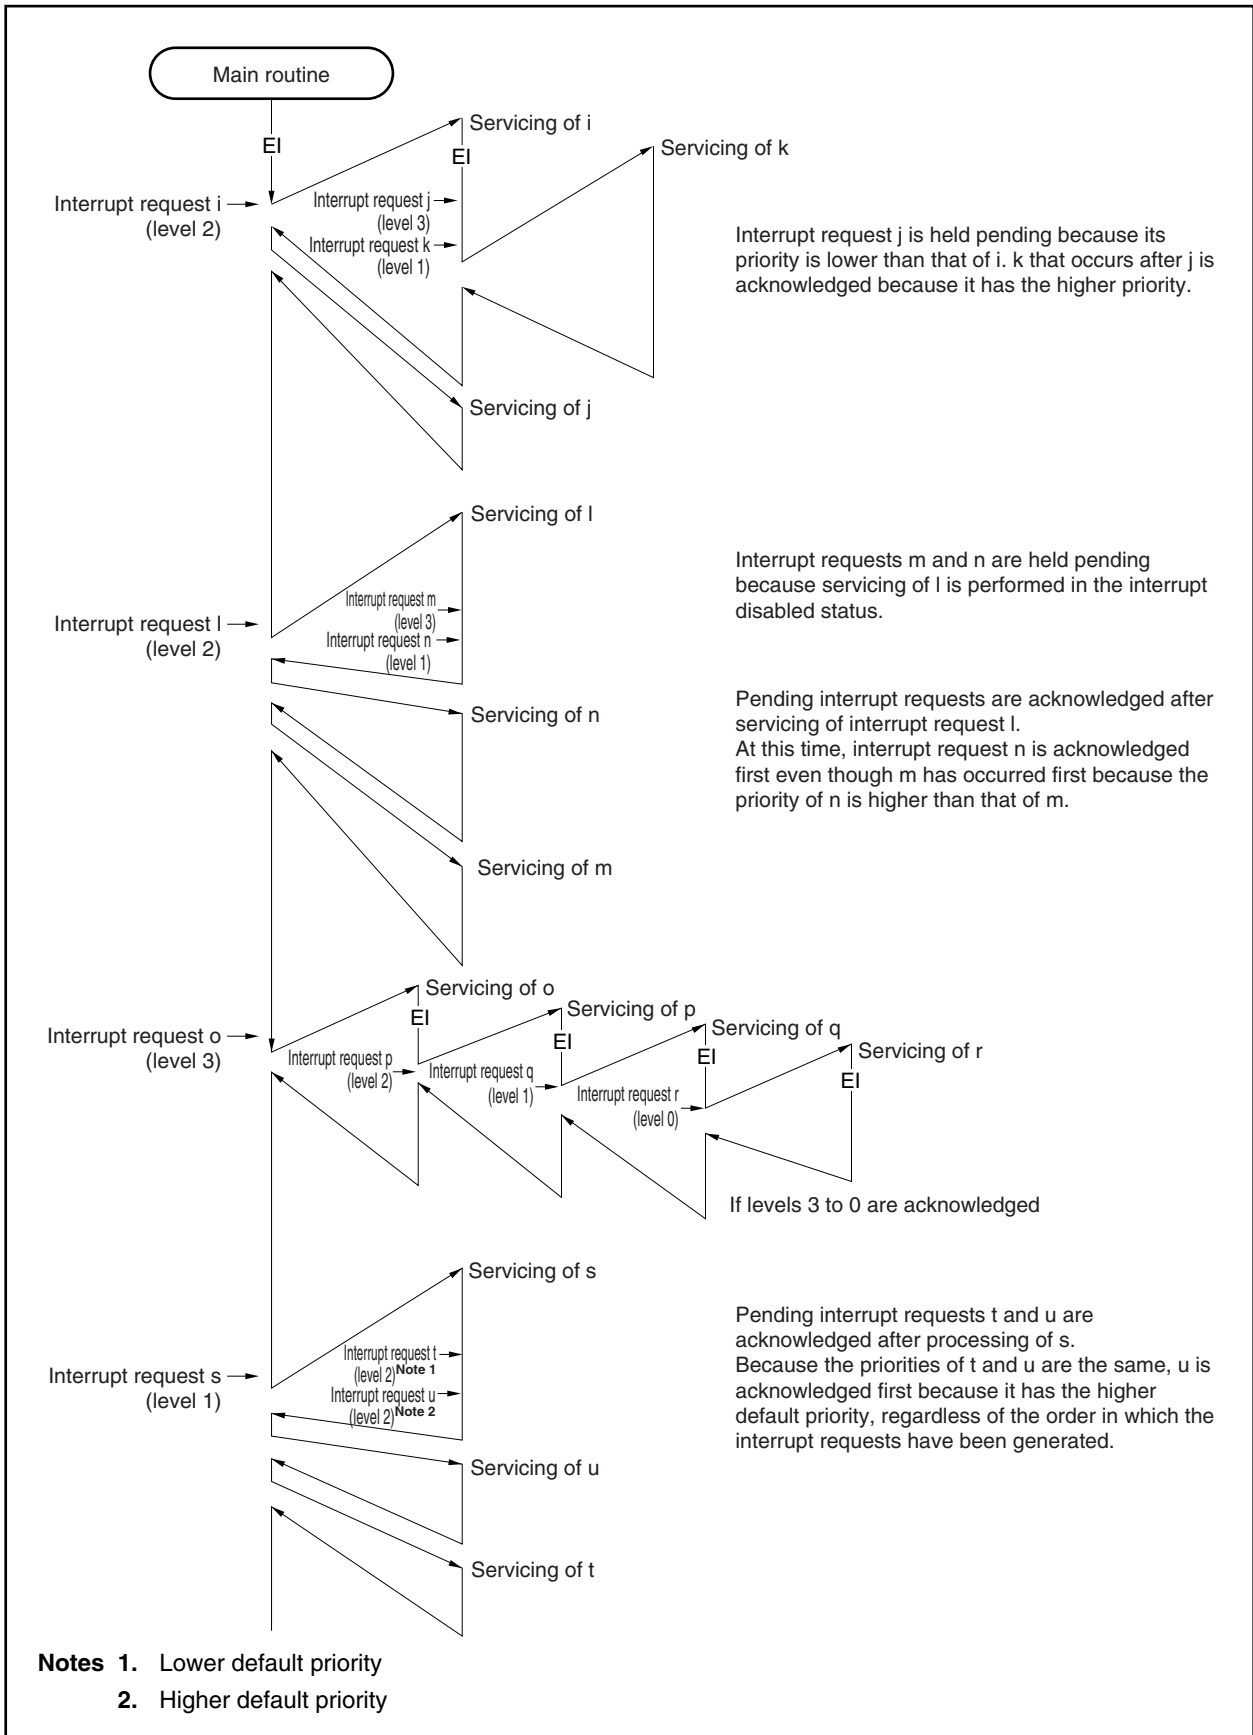 Main routine
EI
Servicing of i
EI
Servicing of k
Interrupt request i
(level 2)
Interrupt request j
(level 3)
Interrupt request k
(level 1)
Interrupt request j is held pending because its
priority is lower than that of i. k that occurs after j is
acknowledged because it has the higher priority.
Servicing of j
Servicing of l
Interrupt request l
(level 2)
Interrupt request m
(level 3)
Interrupt request n
(level 1)
Interrupt requests m and n are held pending
because servicing of l is performed in the interrupt
disabled status.
Servicing of n
Pending interrupt requests are acknowledged after
servicing of interrupt request l.
At this time, interrupt request n is acknowledged
first even though m has occurred first because the
priority of n is higher than that of m.
Servicing of m
Interrupt request o
(level 3)
Servicing of o
EI
Interrupt request p
(level 2)
Servicing of p
EI
Interrupt request q
(level 1)
Servicing of q
EI
Interrupt request r
(level 0)
Servicing of r
EI
If levels 3 to 0 are acknowledged
Servicing of s
Interrupt request s
(level 1)
Interrupt request t
(level 2)Note 1
Interrupt request u
(level 2)Note 2
Pending interrupt requests t and u are
acknowledged after processing of s.
Because the priorities of t and u are the same, u is
acknowledged first because it has the higher
default priority, regardless of the order in which the
interrupt requests have been generated.
Servicing of u
Servicing of t
Notes 1. Lower default priority
2. Higher default priority